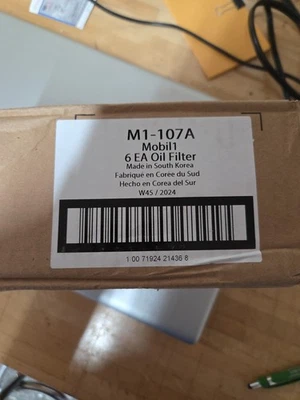 M1-107A
Mobil1
6 EA Oil Filter
Made in South Korea
Fabriqué en Corée du Sud
Hecho en Corea del Sur
W45 / 2024
1 00 71924 21436 8